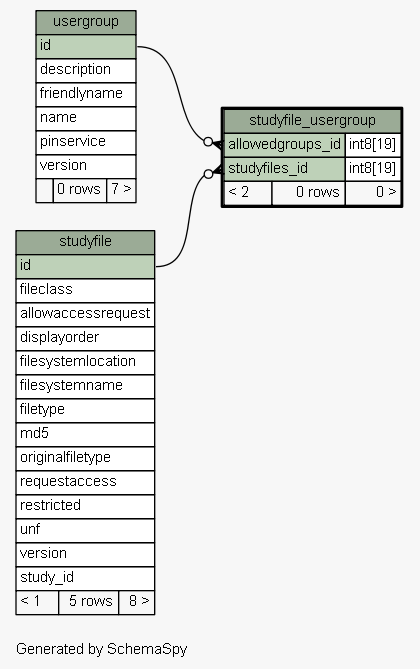 usergroup
id
description
friendlyname
name
pinservice
version
0 rows 7 >
studyfile_usergroup
allowedgroups_id int8[19]
studyfiles_id int8[19]
< 2 0 rows 0 >
studyfile
id
fileclass
allowaccessrequest
displayorder
filesystemlocation
filesystemname
filetype
md5
originalfiletype
requestaccess
restricted
unf
version
study_id
< 1 5 rows 8 >
Generated by SchemaSpy